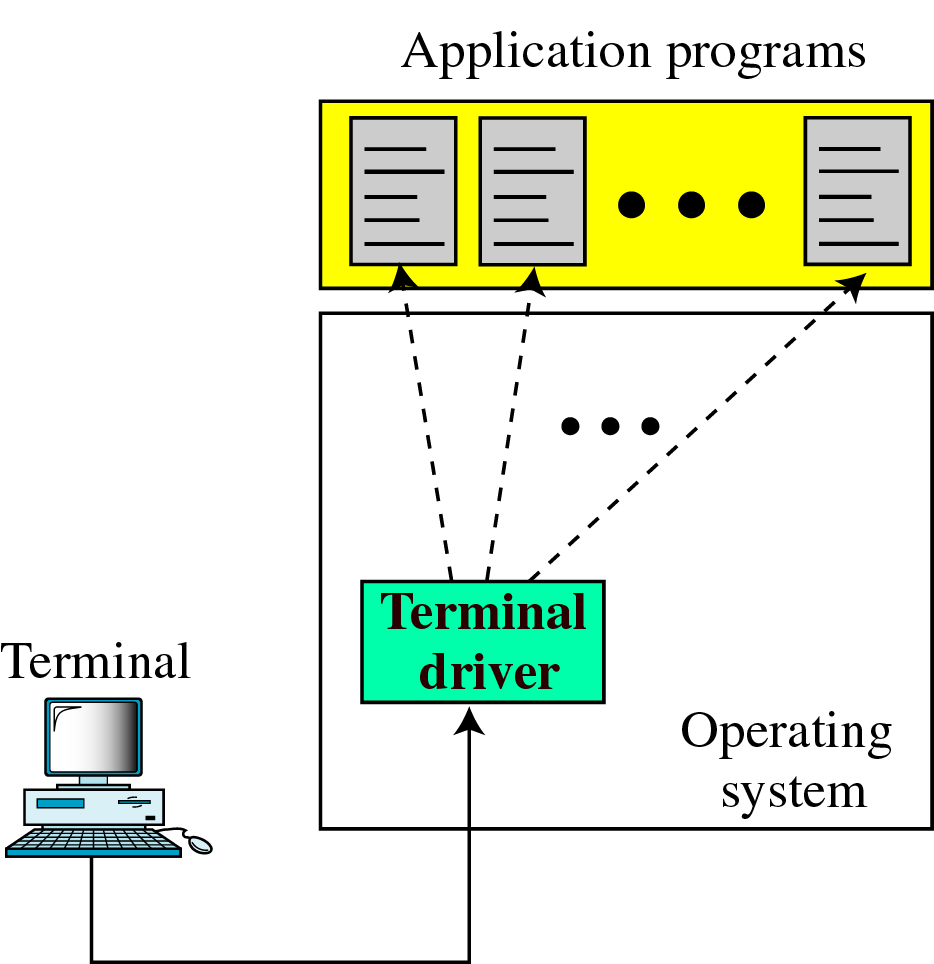 Application programs
Terminal
driver
Terminal
Operating
system